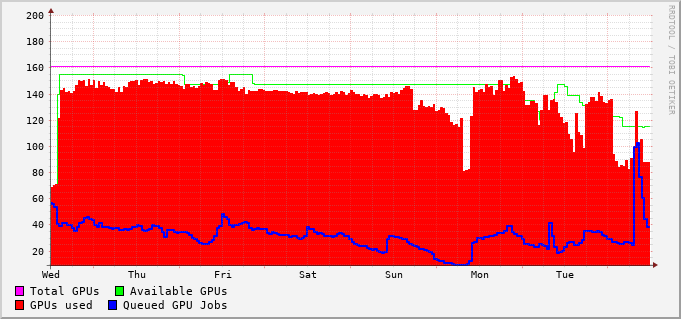 200
180
160
140
120
100
80
60
40
20
Wed Thu Fri Sat Sun Mon Tue
Total GPUs Available GPUs
GPUs used Queued GPU Jobs
RRDTOOL / TOBI OETIKER